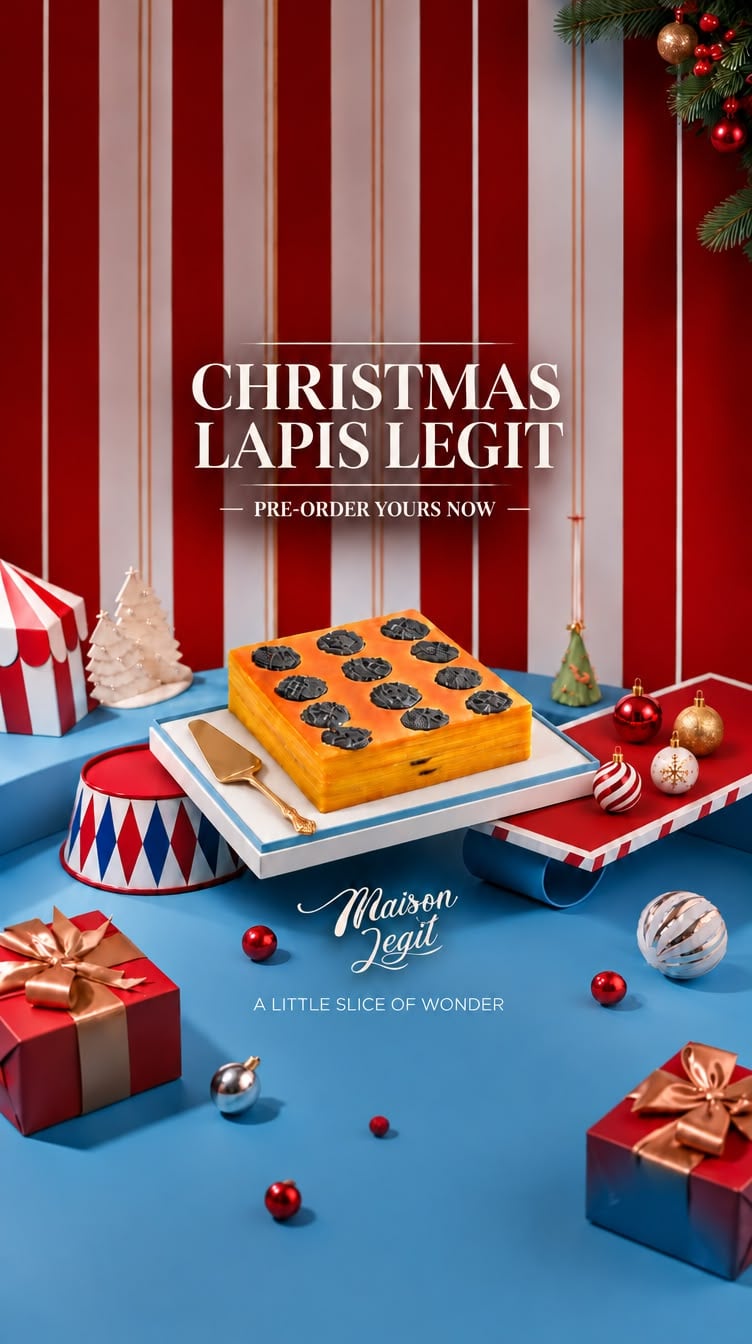 CHRISTMAS
LAPIS LEGIT
— PRE-ORDER YOURS NOW —
Maison
Legit
A LITTLE SLICE OF WONDER